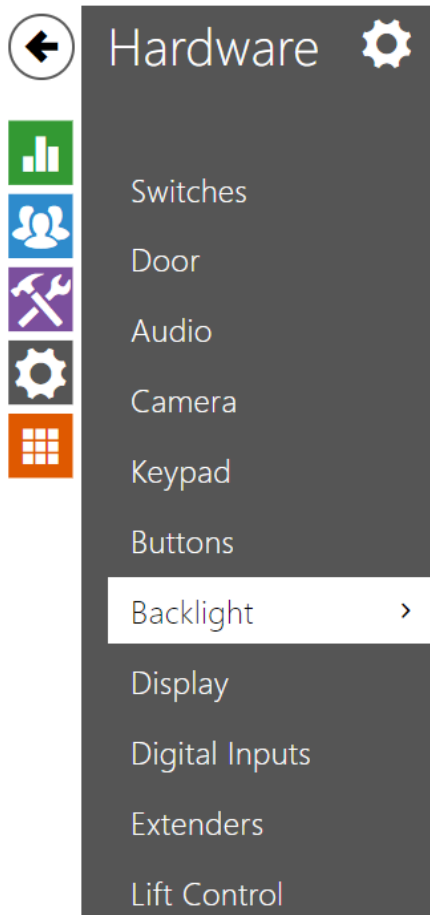 Hardware
Switches
Door
Audio
Camera
Keypad
Buttons
Backlight
Display
Digital Inputs
Extenders
Lift Control